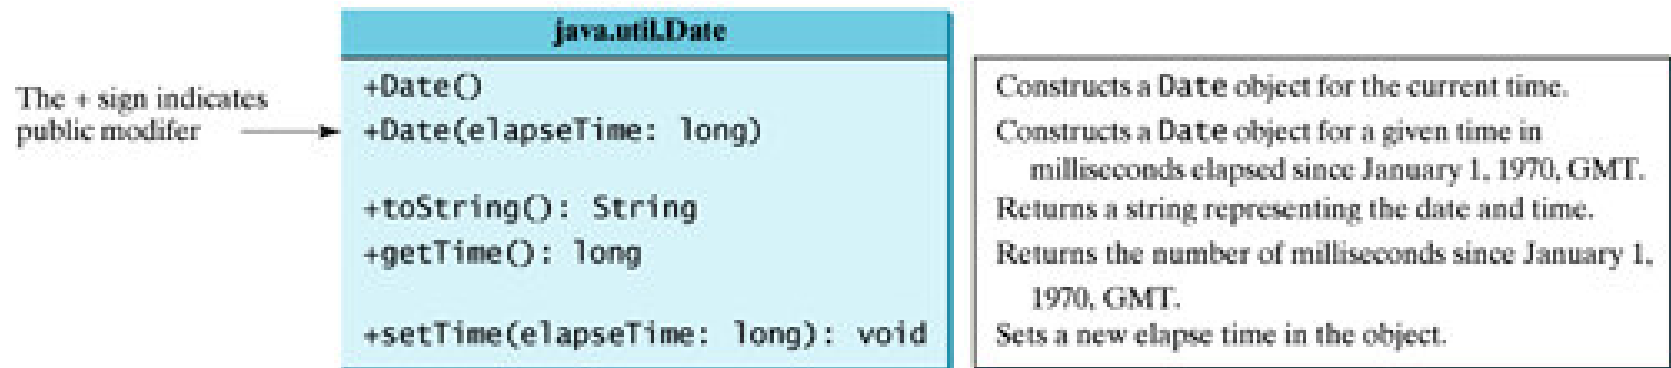 java.util.Date
The + sign indicates
public modifer
+Date()
+Date(elapseTime: long)
+toString(): String
+getTime(): long
+setTime(elapseTime: long): void
Constructs a Date object for the current time.
Constructs a Date object for a given time in
milliseconds elapsed since January 1, 1970, GMT.
Returns a string representing the date and time.
Returns the number of milliseconds since January 1,
1970, GMT.
Sets a new elapse time in the object.